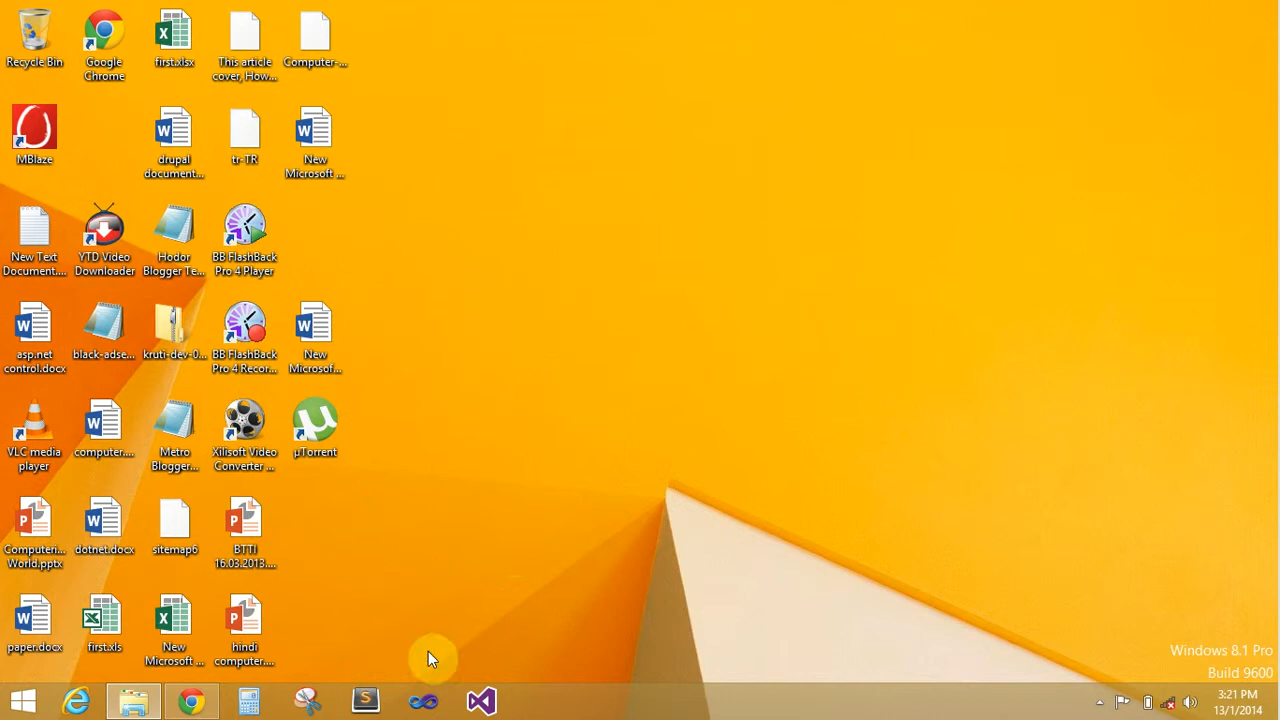 Recycle Bin
Google
Chrome
first.xlsx
This article
cover, How...
Computer-...
MBlaze
drupal
document...
tr-TR
New
Microsoft ...
New Text
Document....
YTD Video
Downloader
Hodor
Blogger Te...
BB FlashBack
Pro 4 Player
asp.net
control.docx
black-adse...
kruti-dev-0...
BB FlashBack
Pro 4 Recor...
New
Microsof...
VLC media
player
computer....
Metro
Blogger...
Xilisoft Video
Converter ...
µTorrent
Computeri...
World.pptx
dotnet.docx
sitemap6
BTTI
16.03.2013....
paper.docx
first.xls
New
Microsoft ...
hindi
computer....
Windows 8.1 Pro
Build 9600
3:21 PM
13/1/2014